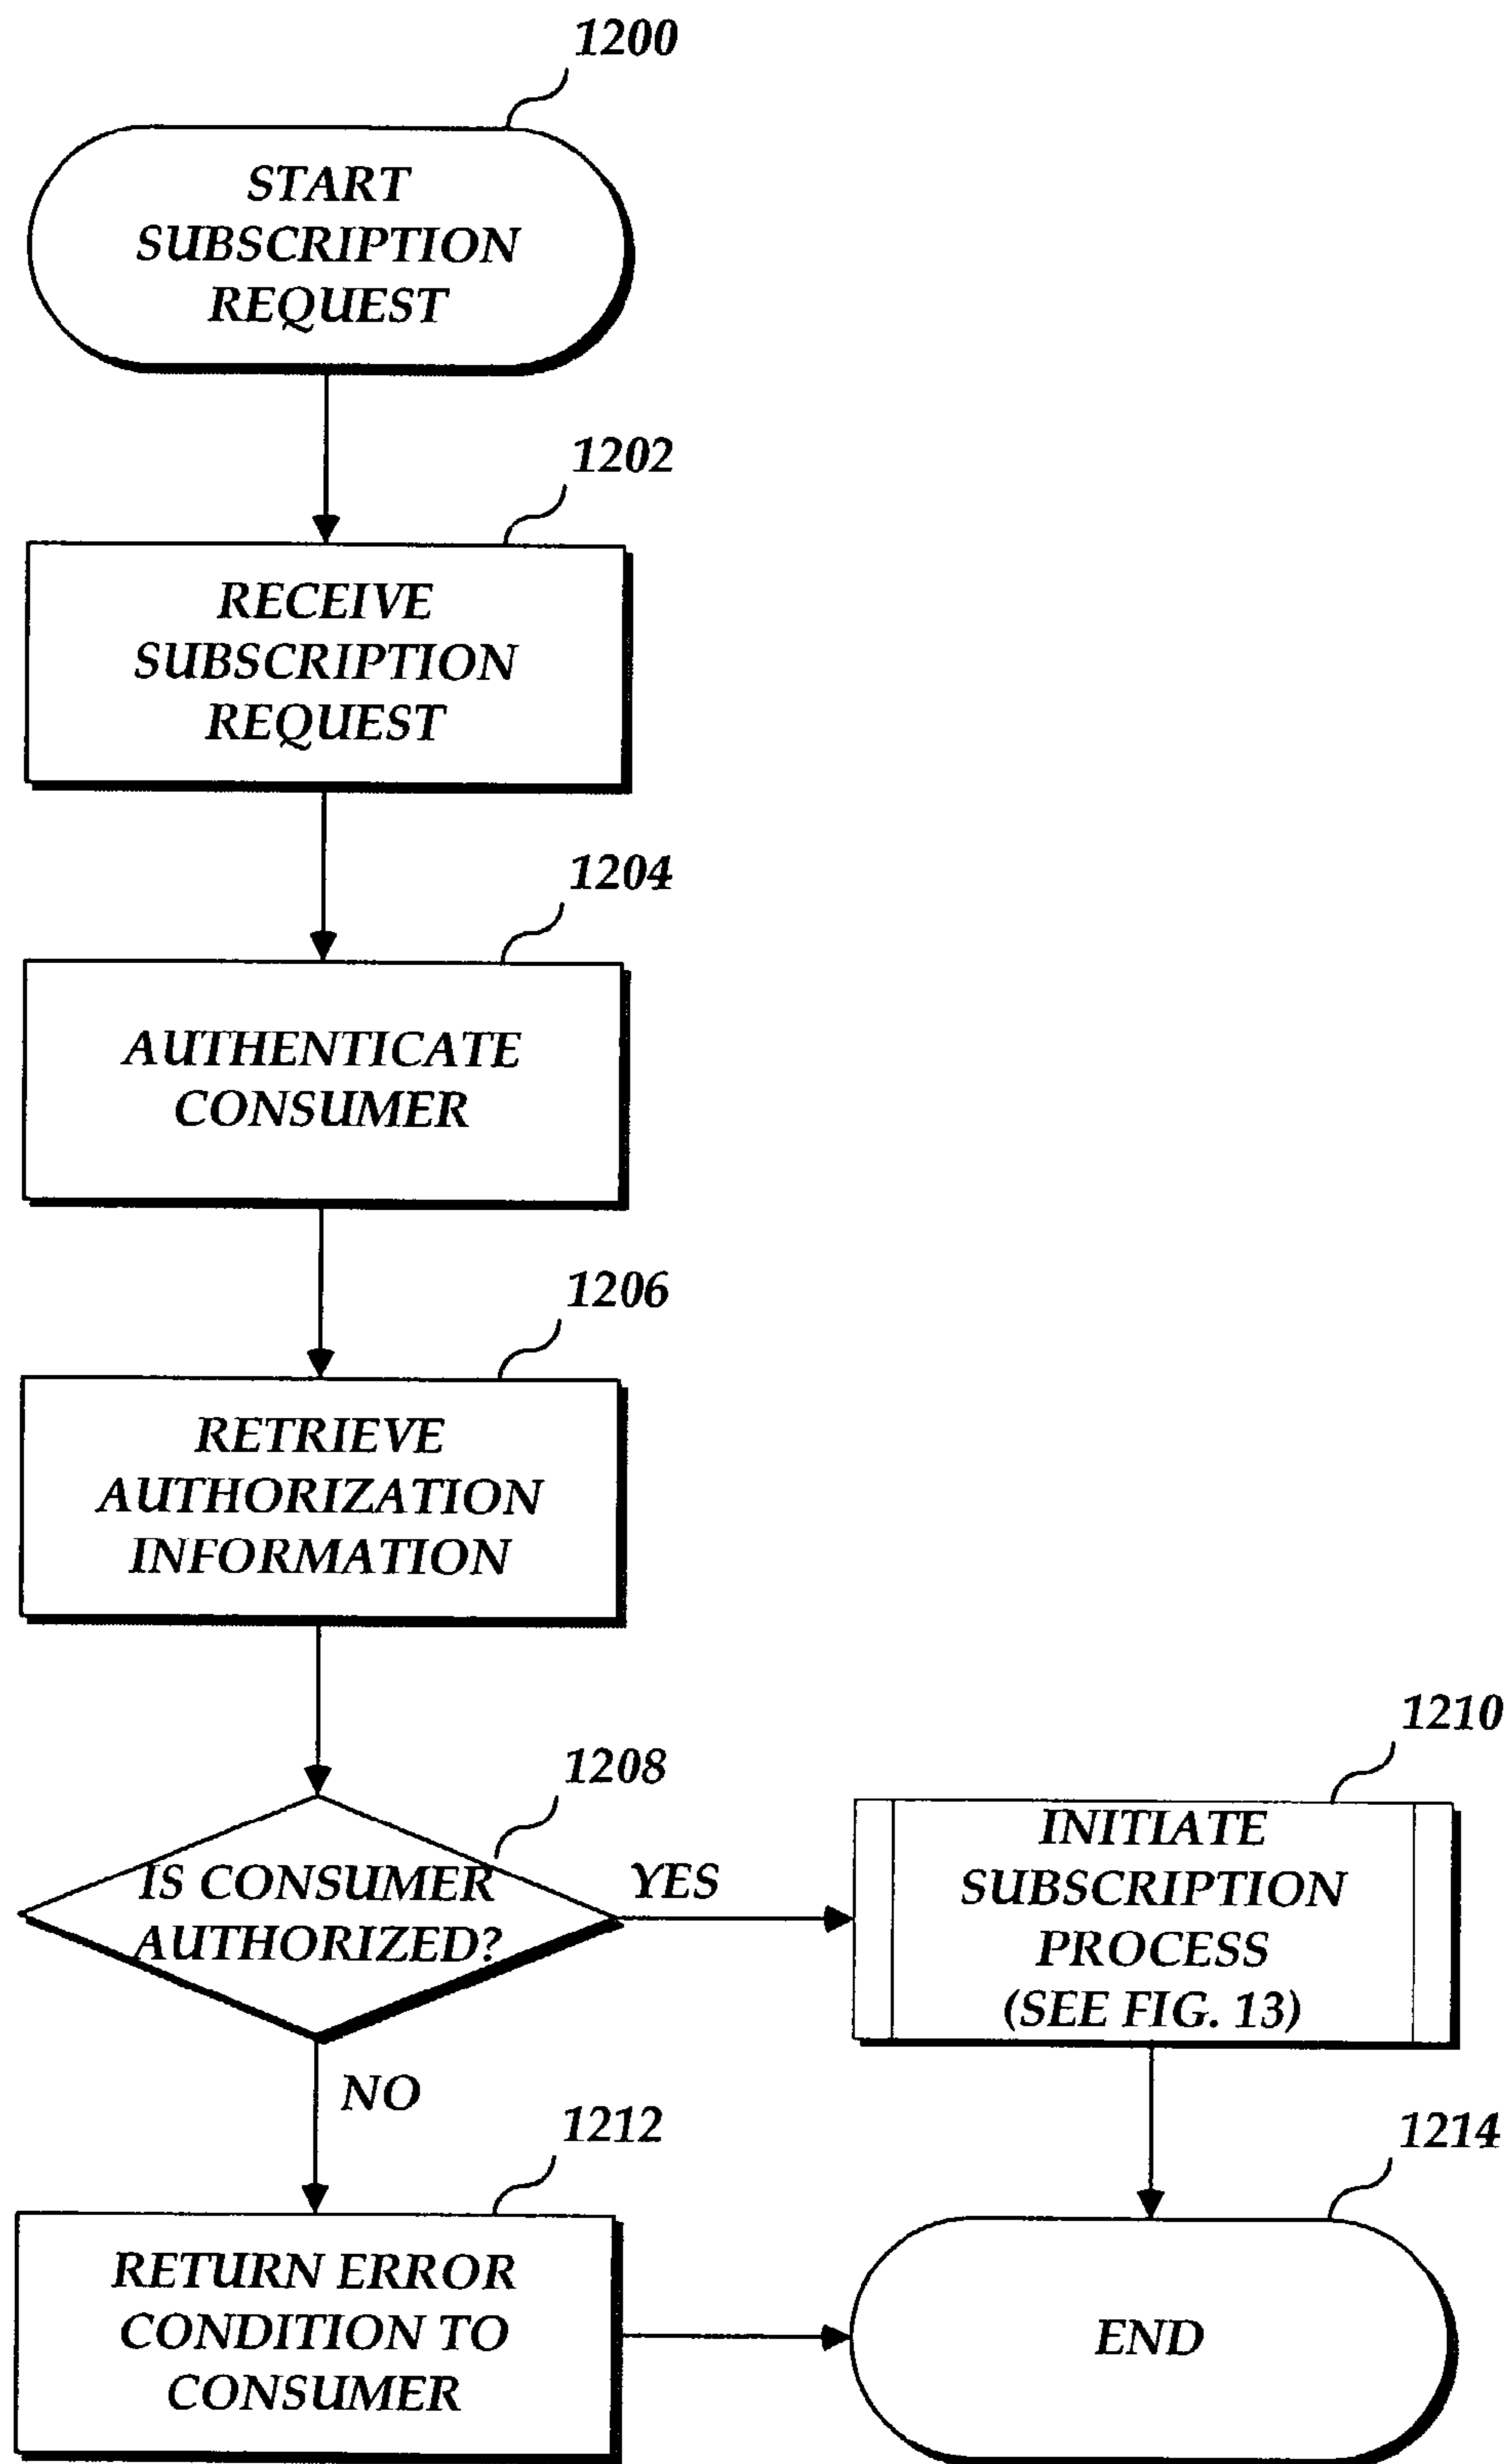 1200
START
SUBSCRIPTION
REQUEST
1202
RECEIVE
SUBSCRIPTION
REQUEST
1204
AUTHENTICATE
CONSUMER
1206
RETRIEVE
AUTHORIZATION
INFORMATION
1208
IS CONSUMER
AUTHORIZED?
YES
1210
INITIATE
SUBSCRIPTION
PROCESS
(SEE FIG. 13)
NO
1212
RETURN ERROR
CONDITION TO
CONSUMER
1214
END